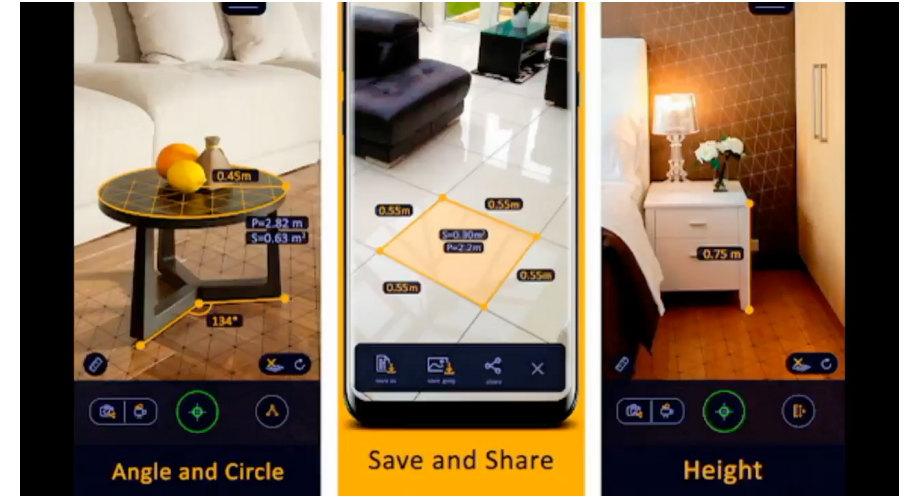 0.45m
P=2.82 m
S=0.63 m²
134°
Angle and Circle
0.55m
0.55m
S=0.30m²
P=2.2m
0.55m
0.55m
share
Save and Share
0.75 m
Height